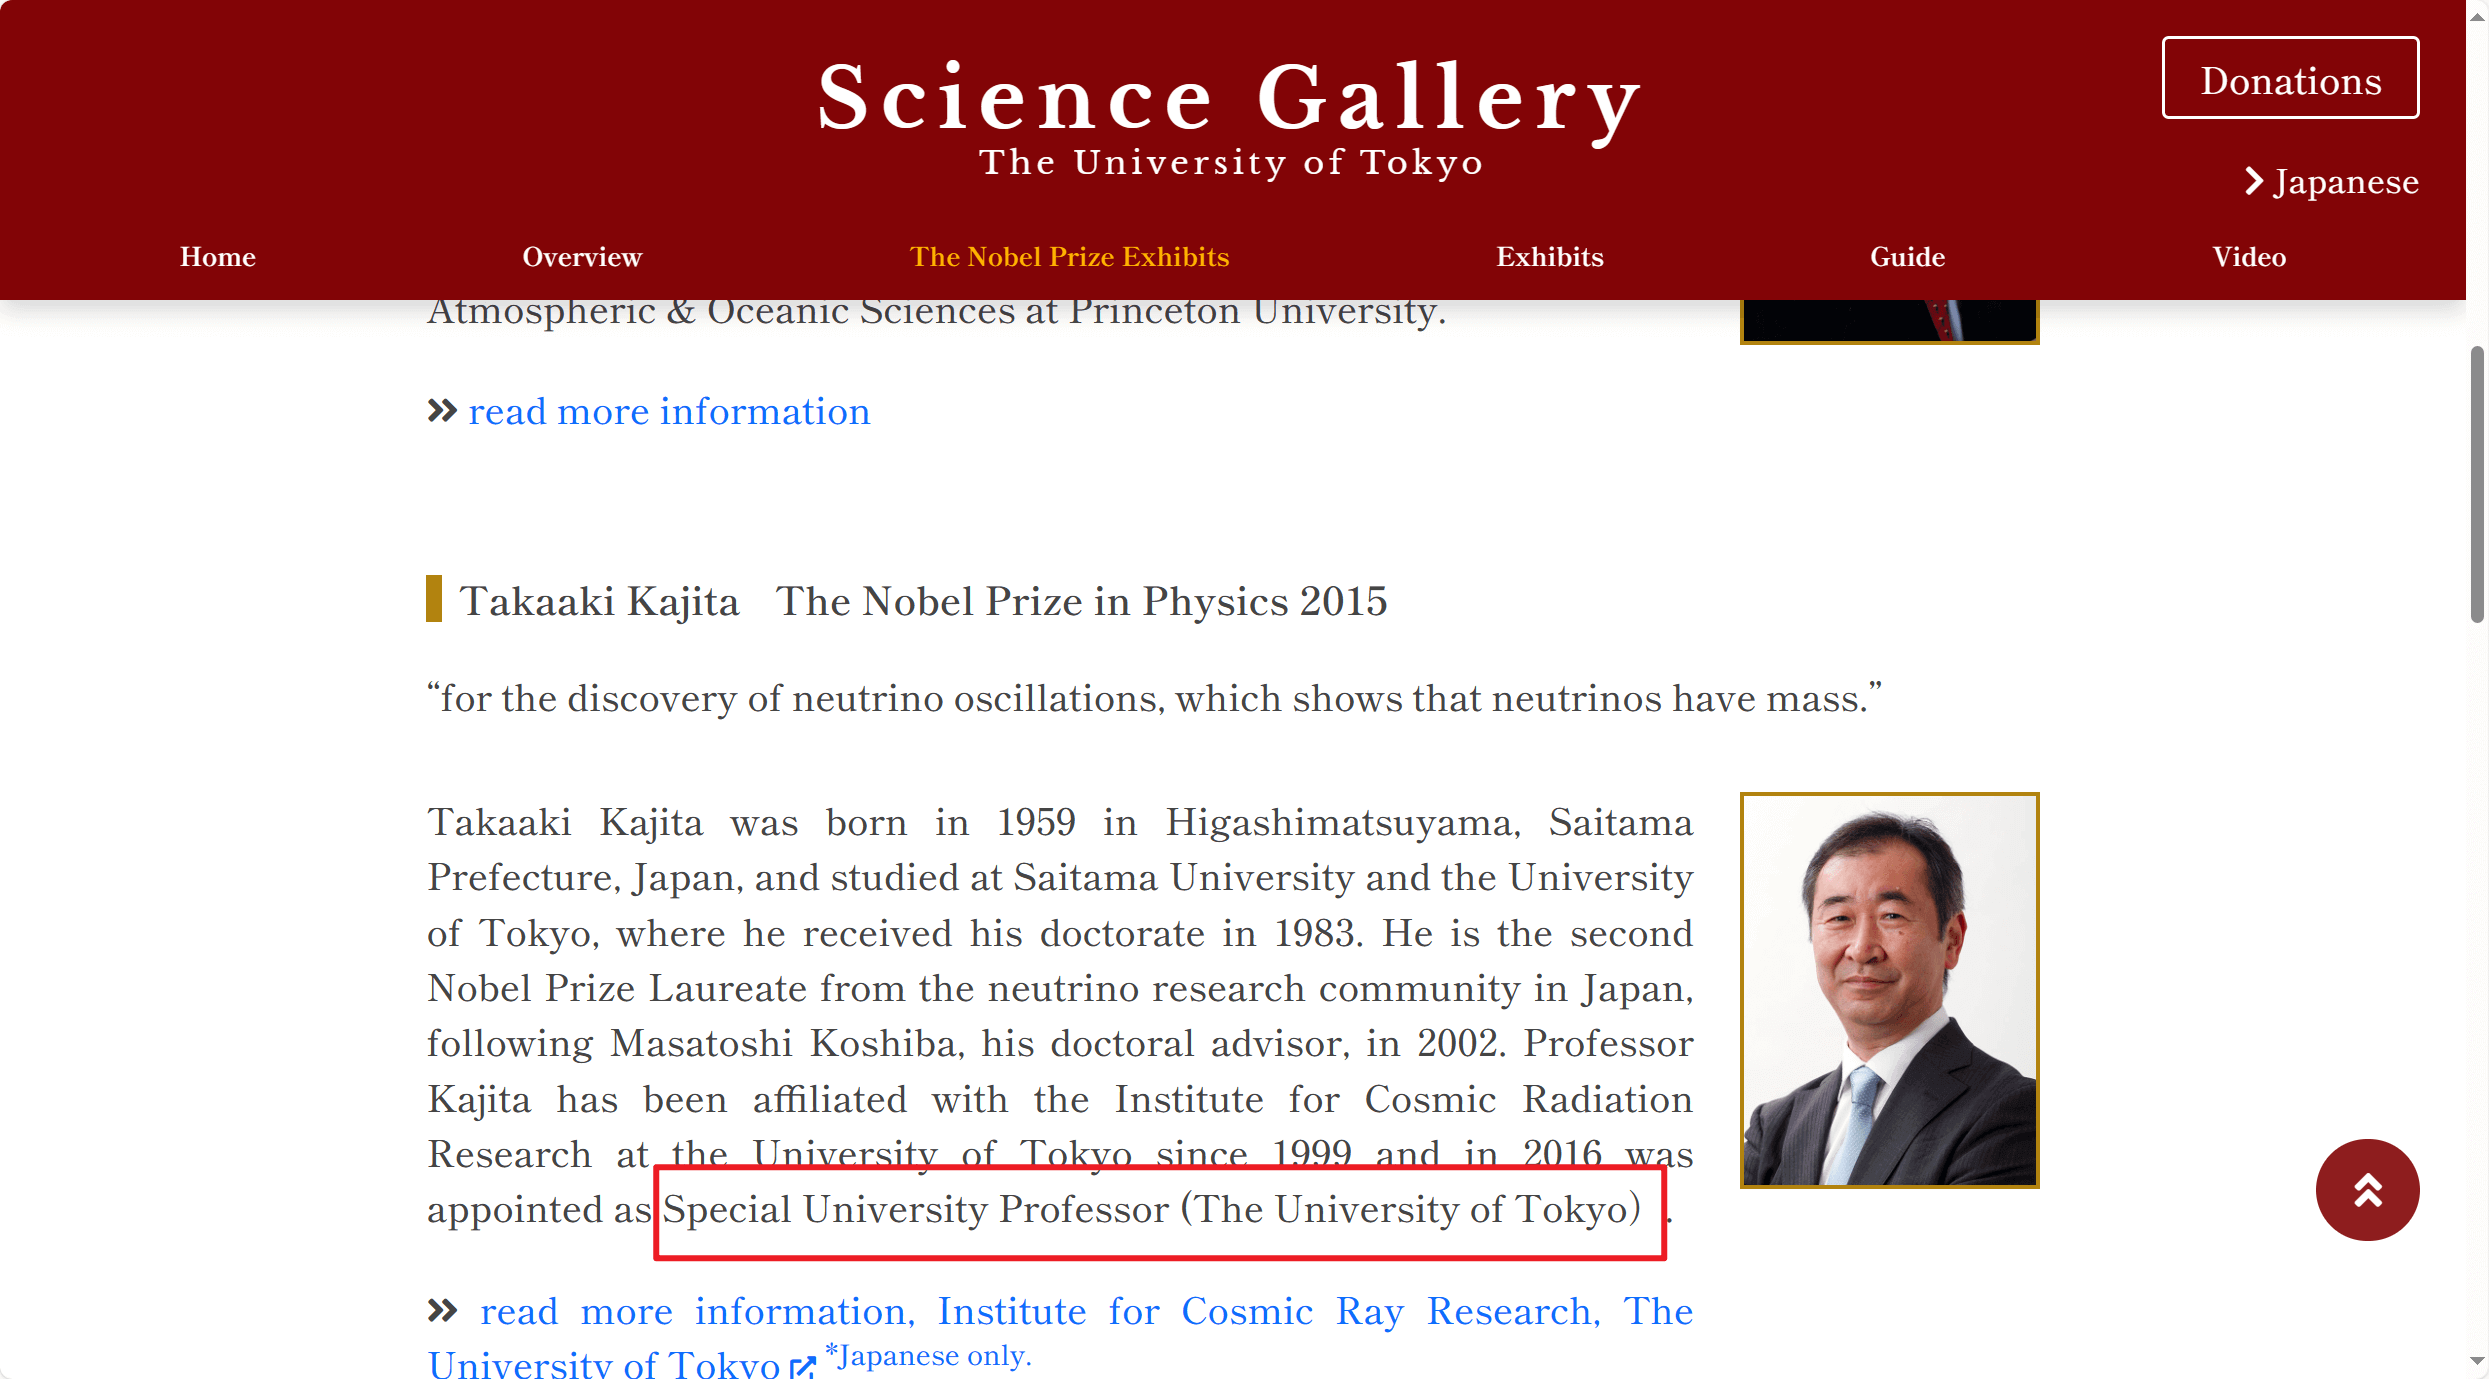 Science Gallery
The University of Tokyo
Donations
Japanese
Home Overview The Nobel Prize Exhibits Exhibits Guide Video
Atmospheric & Oceanic Sciences at Princeton University.
read more information
Takaaki Kajita The Nobel Prize in Physics 2015
“for the discovery of neutrino oscillations, which shows that neutrinos have mass.”
Takaaki Kajita was born in 1959 in Higashimatsuyama, Saitama
Prefecture, Japan, and studied at Saitama University and the University
of Tokyo, where he received his doctorate in 1983. He is the second
Nobel Prize Laureate from the neutrino research community in Japan,
following Masatoshi Koshiba, his doctoral advisor, in 2002. Professor
Kajita has been affiliated with the Institute for Cosmic Radiation
Research at the University of Tokyo since 1999 and in 2016 was
appointed as Special University Professor (The University of Tokyo) .
read more information, Institute for Cosmic Ray Research, The
University of Tokyo *Japanese only.